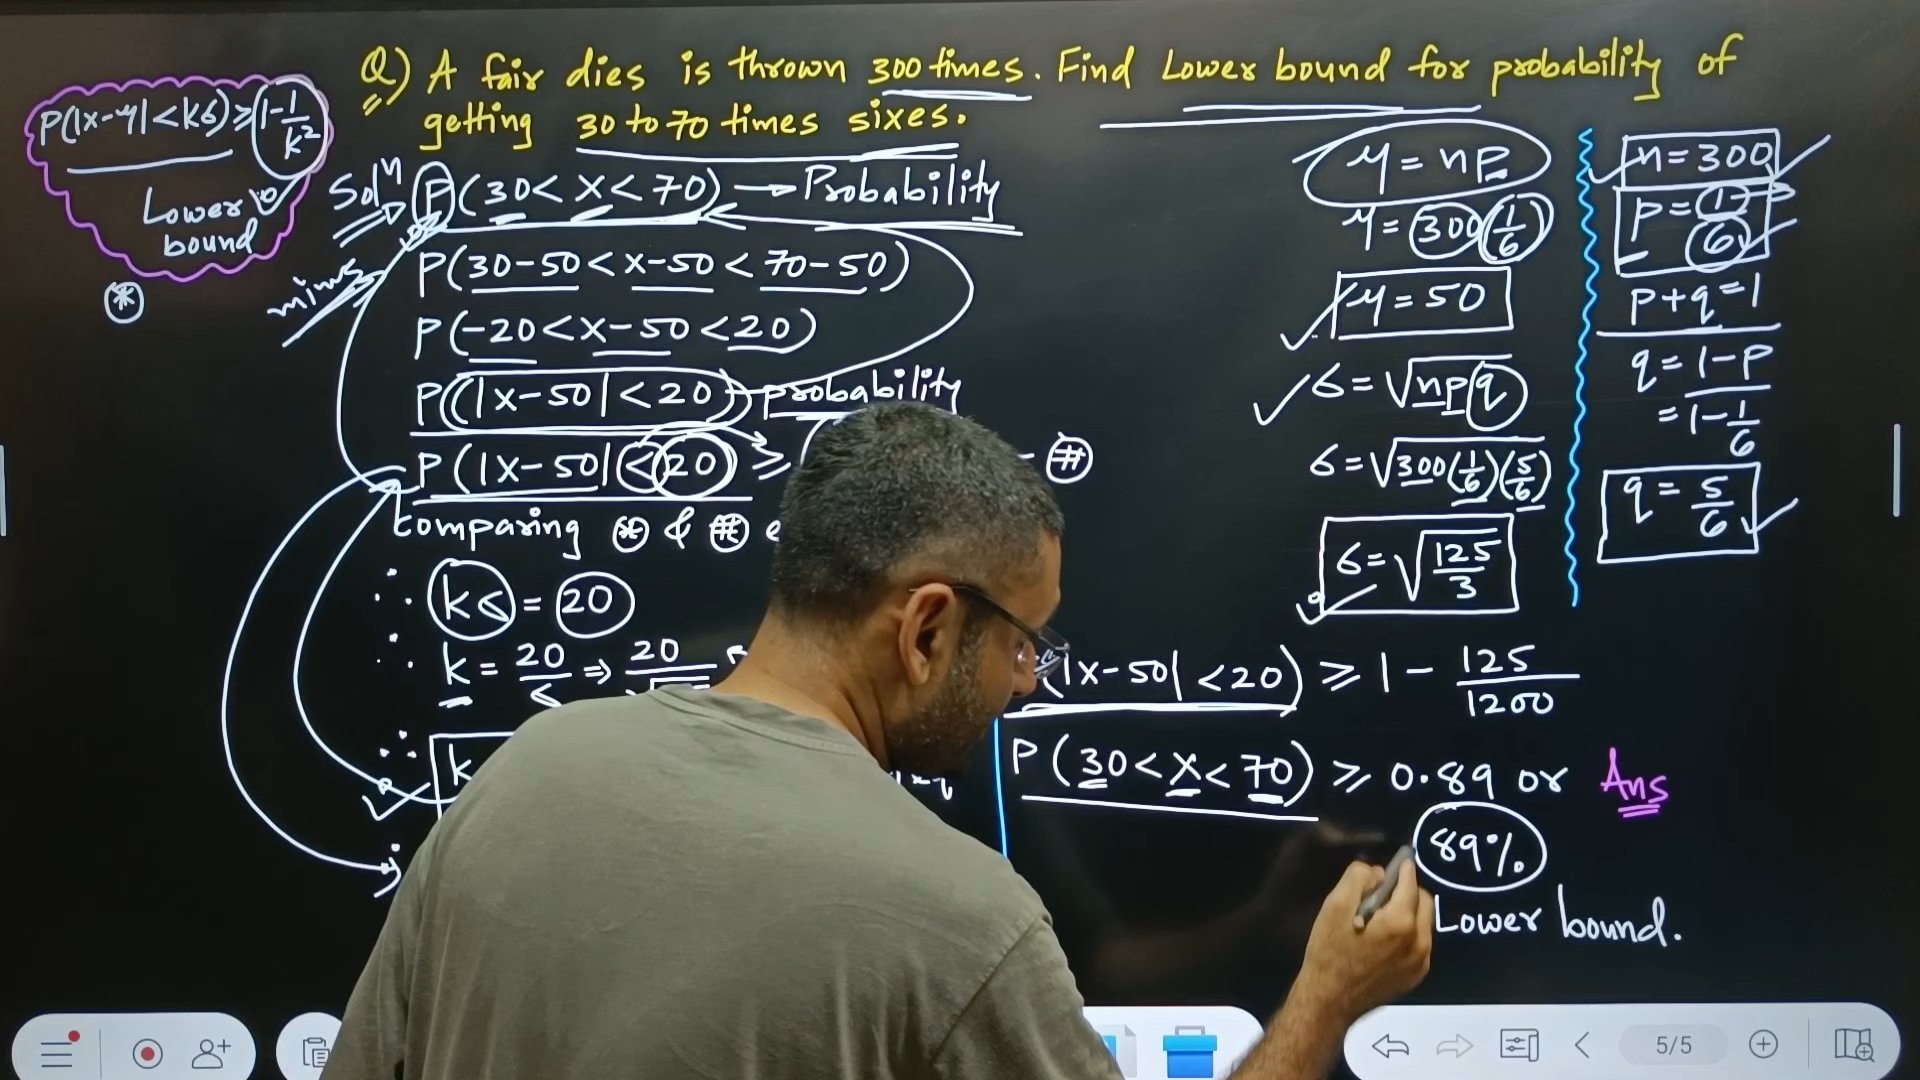 Q) A fair dies is thrown 300 times. Find Lower bound for probability of
getting 30 to 70 times sixes.
P(|x-μ|<kσ) ≥ 1-1/k²
Lower bound
*
Solⁿ P(30<x<70) → Probability
minus
P(30-50<x-50<70-50)
P(-20<x-50<20)
P(|x-50|<20) probability
P(|x-50|<20) ≥ #
Comparing * & #
∴ kσ = 20
∴ k = 20/σ ⇒ 20/√
∴ k
μ = np
μ = 300(1/6)
μ = 50
σ = √npq
σ = √300(1/6)(5/6)
σ = √125/3
n = 300
p = 1/6
p+q=1
q = 1-p
= 1-1/6
q = 5/6
(|x-50|<20) ≥ 1 - 125/1200
P(30<x<70) ≥ 0.89 or Ans
89%
Lower bound.
5/5